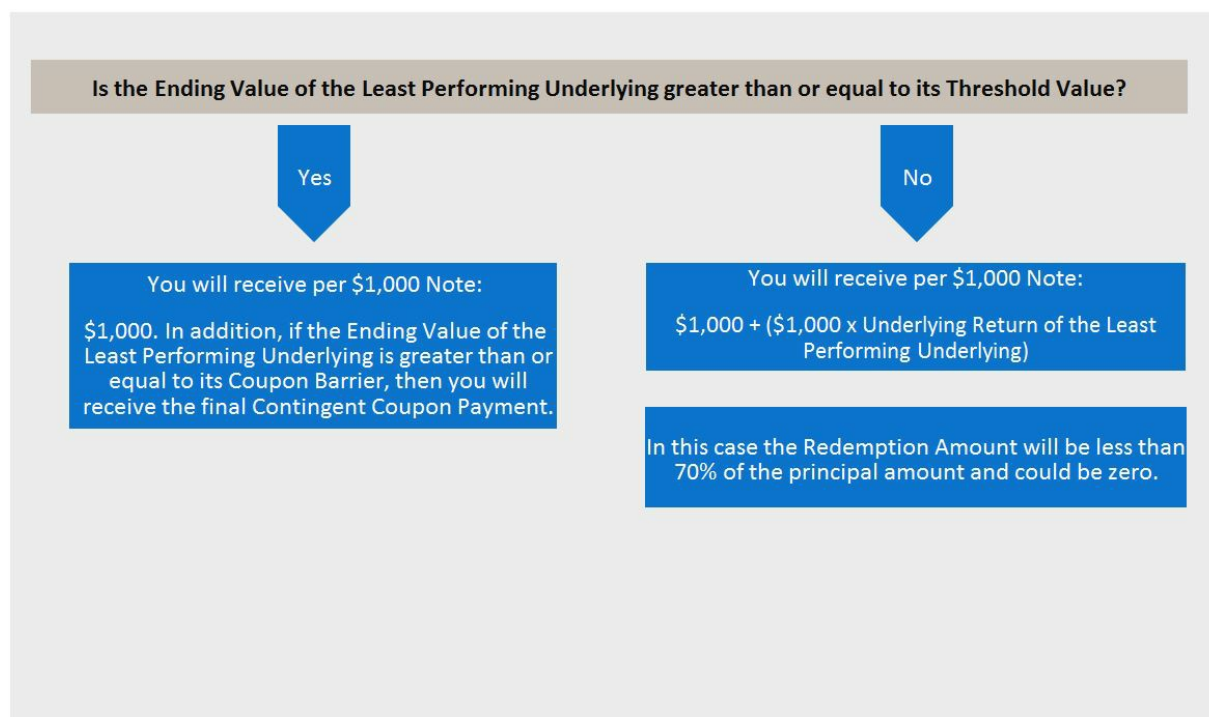 Is the Ending Value of the Least Performing Underlying greater than or equal to its Threshold Value?
Yes
No
You will receive per $1,000 Note:
$1,000. In addition, if the Ending Value of the
Least Performing Underlying is greater than or
equal to its Coupon Barrier, then you will
receive the final Contingent Coupon Payment.
You will receive per $1,000 Note:
$1,000 + ($1,000 x Underlying Return of the Least
Performing Underlying)
In this case the Redemption Amount will be less than
70% of the principal amount and could be zero.